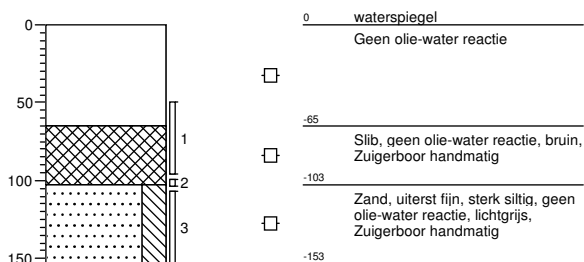 0
0 waterspiegel
Geen olie-water reactie
50
1
-65
Slib, geen olie-water reactie, bruin,
Zuigerboor handmatig
100
2
-103
Zand, uiterst fijn, sterk siltig, geen
olie-water reactie, lichtgrijs,
Zuigerboor handmatig
3
150
-153